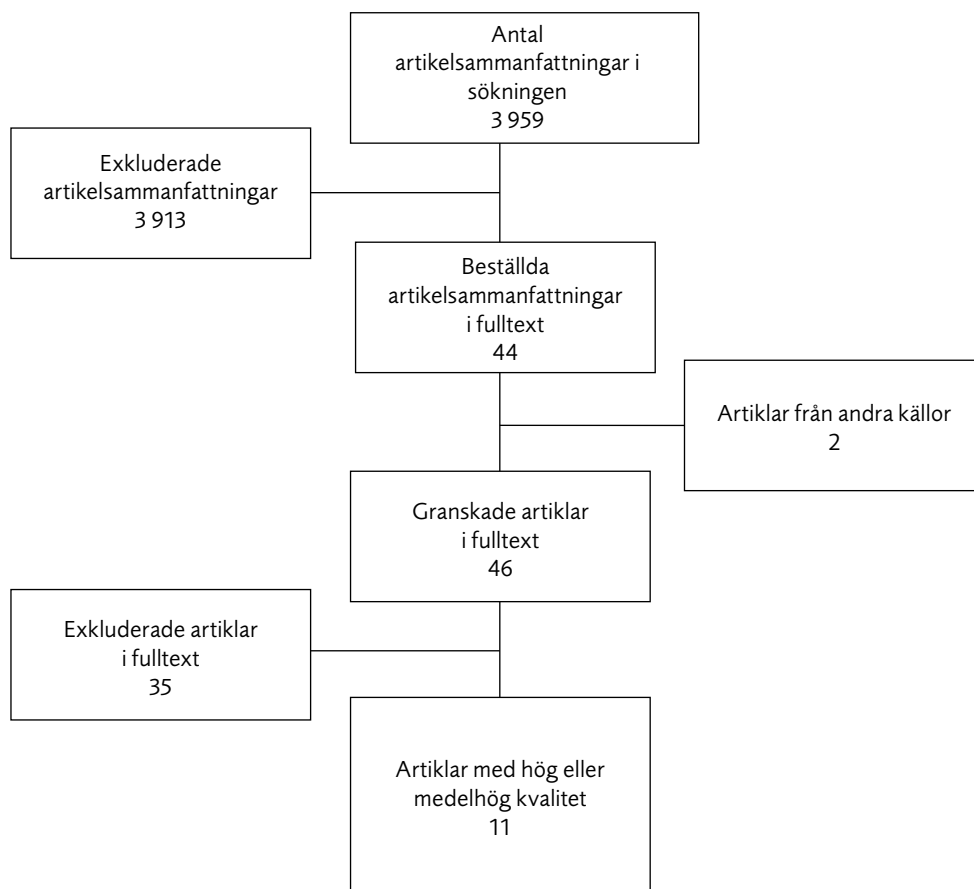 Antal
artikelsammanfattningar i
sökningen
3 959
Exkluderade
artikelsammanfattningar
3 913
Beställda
artikelsammanfattningar
i fulltext
44
Artiklar från andra källor
2
Granskade artiklar
i fulltext
46
Exkluderade artiklar
i fulltext
35
Artiklar med hög eller
medelhög kvalitet
11